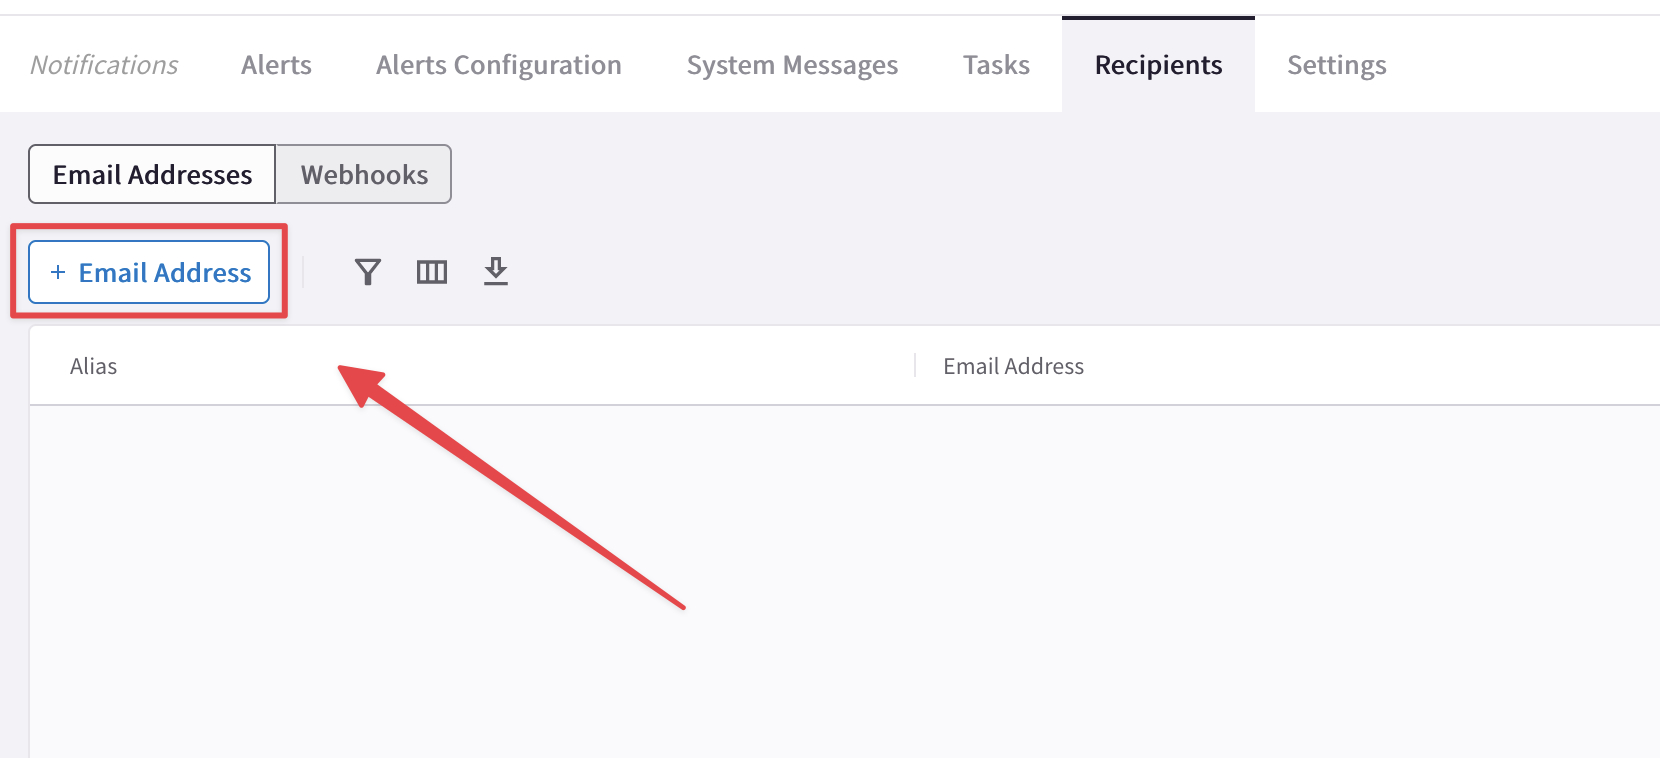 Notifications Alerts Alerts Configuration System Messages Tasks Recipients Settings
Email Addresses Webhooks
+ Email Address
Alias Email Address